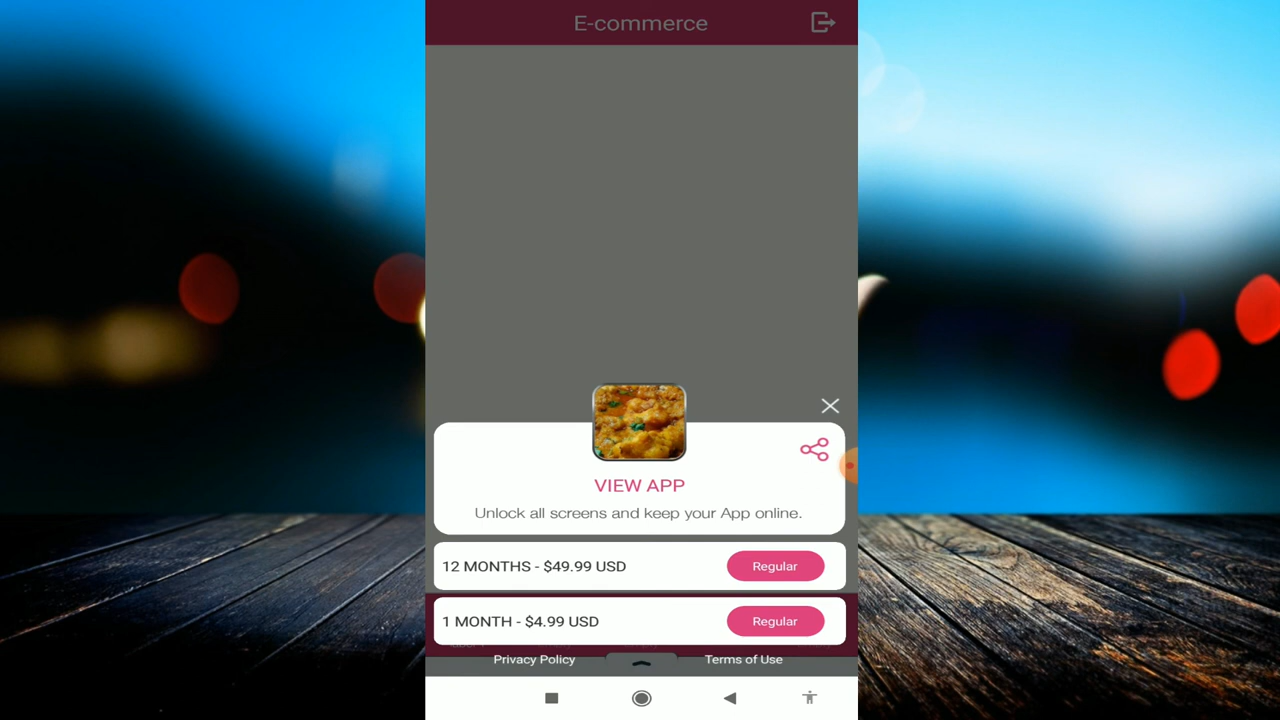 E-commerce
VIEW APP
Unlock all screens and keep your App online.
12 MONTHS - $49.99 USD
Regular
1 MONTH - $4.99 USD
Regular
Privacy Policy
Terms of Use